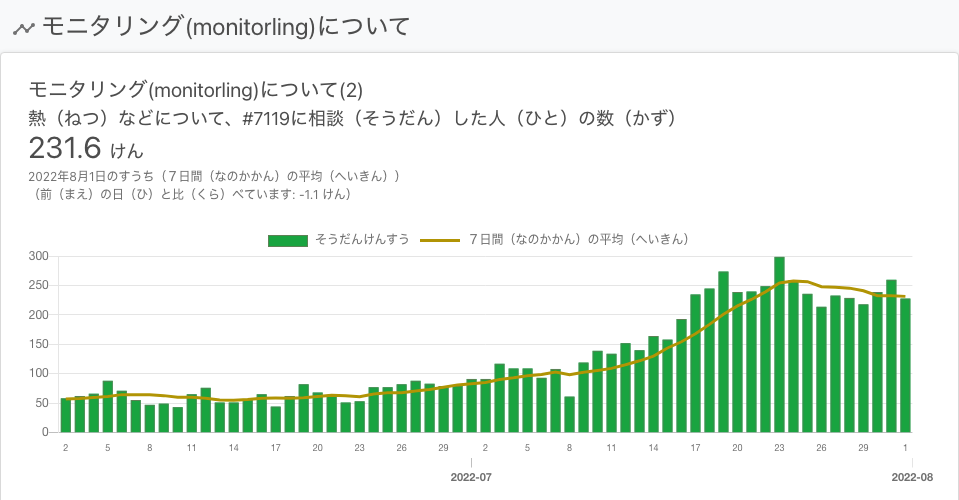 モニタリング(monitorling)について
モニタリング(monitorling)について(2)
熱（ねつ）などについて、#7119に相談（そうだん）した人（ひと）の数（かず）
231.6 けん
2022年8月1日のすうち（７日間（なのかかん）の平均（へいきん））
（前（まえ）の日（ひ）と比（くら）べています: -1.1 けん）
そうだんけんすう ７日間（なのかかん）の平均（へいきん）
300
250
200
150
100
50
0
2 5 8 11 14 17 20 23 26 29 2 5 8 11 14 17 20 23 26 29 1
2022-07 2022-08